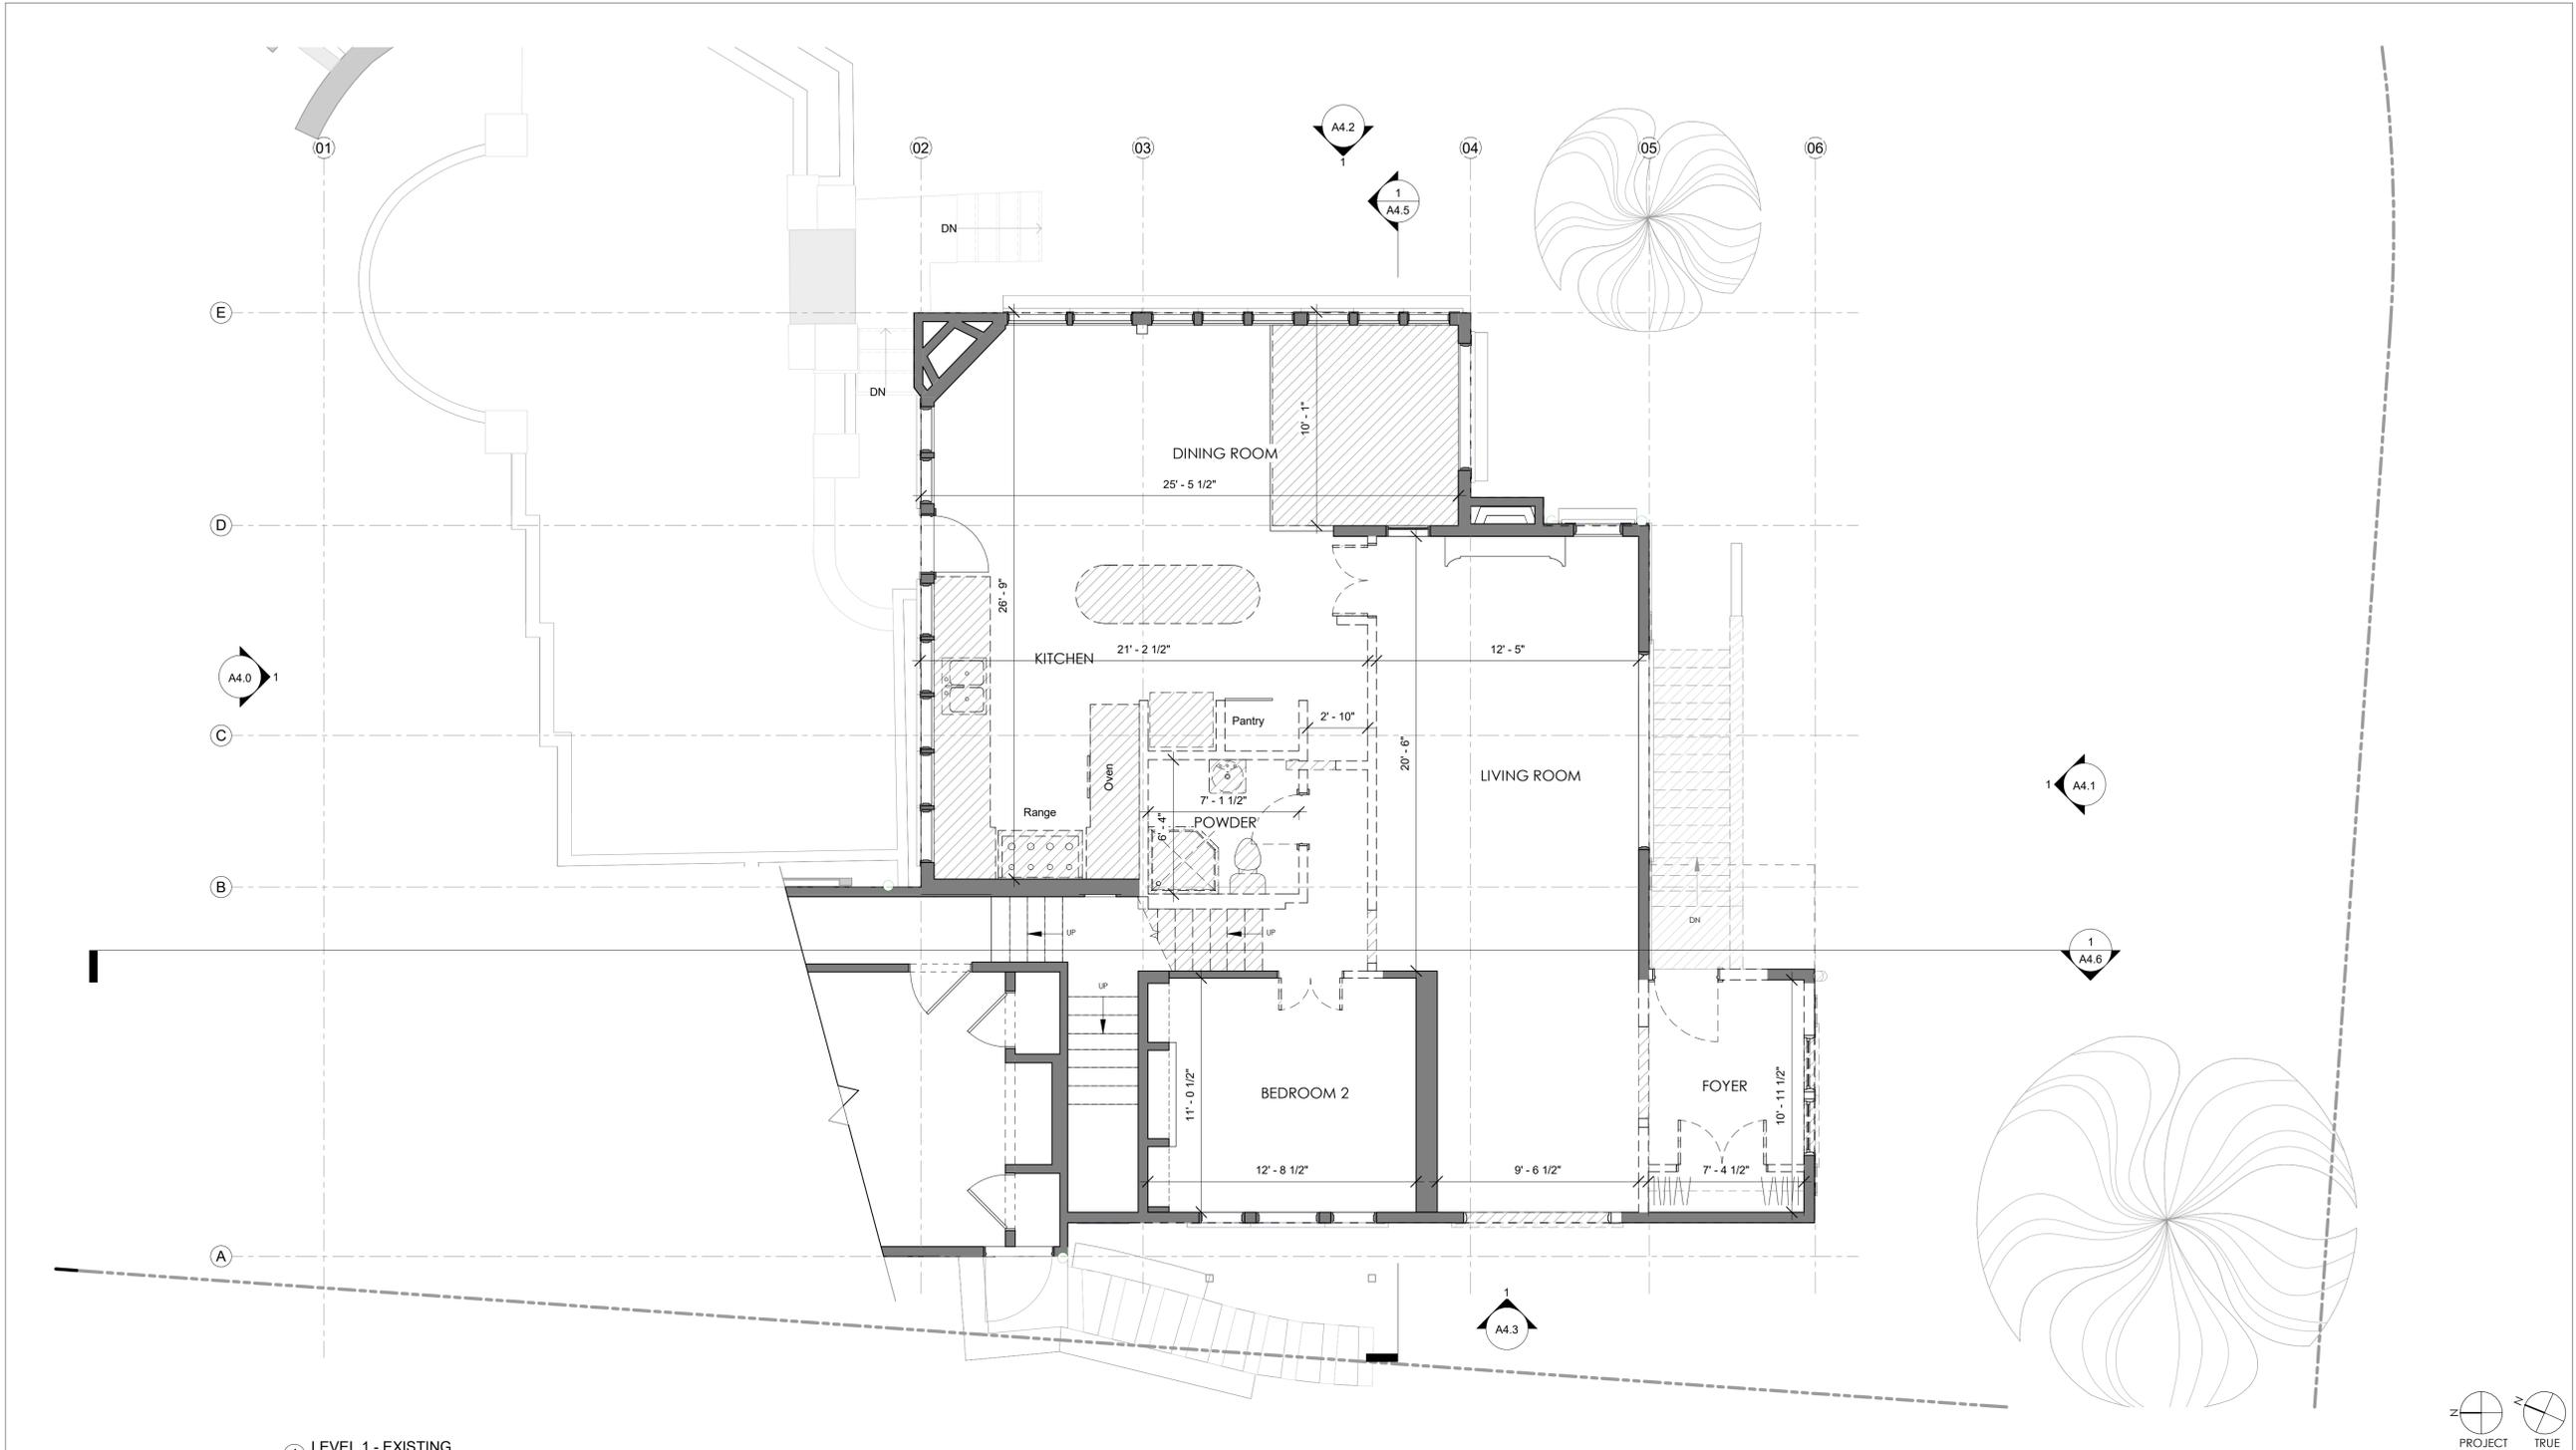 A4.2
1
01
02
03
04
05
06
1
A4.5
DN
E
DN
10' - 1"
DINING ROOM
25' - 5 1/2"
D
26' - 9"
21' - 2 1/2"
12' - 5"
KITCHEN
A4.0
1
Pantry
2' - 10"
C
20' - 6"
LIVING ROOM
Oven
1
A4.1
7' - 1 1/2"
Range
6' - 4"
POWDER
B
DN
UP
UP
1
A4.6
UP
FOYER
BEDROOM 2
11' - 0 1/2"
10' - 11 1/2"
12' - 8 1/2"
9' - 6 1/2"
7' - 4 1/2"
A
1
A4.3
N
N
PROJECT
TRUE
LEVEL 1 - EXISTING